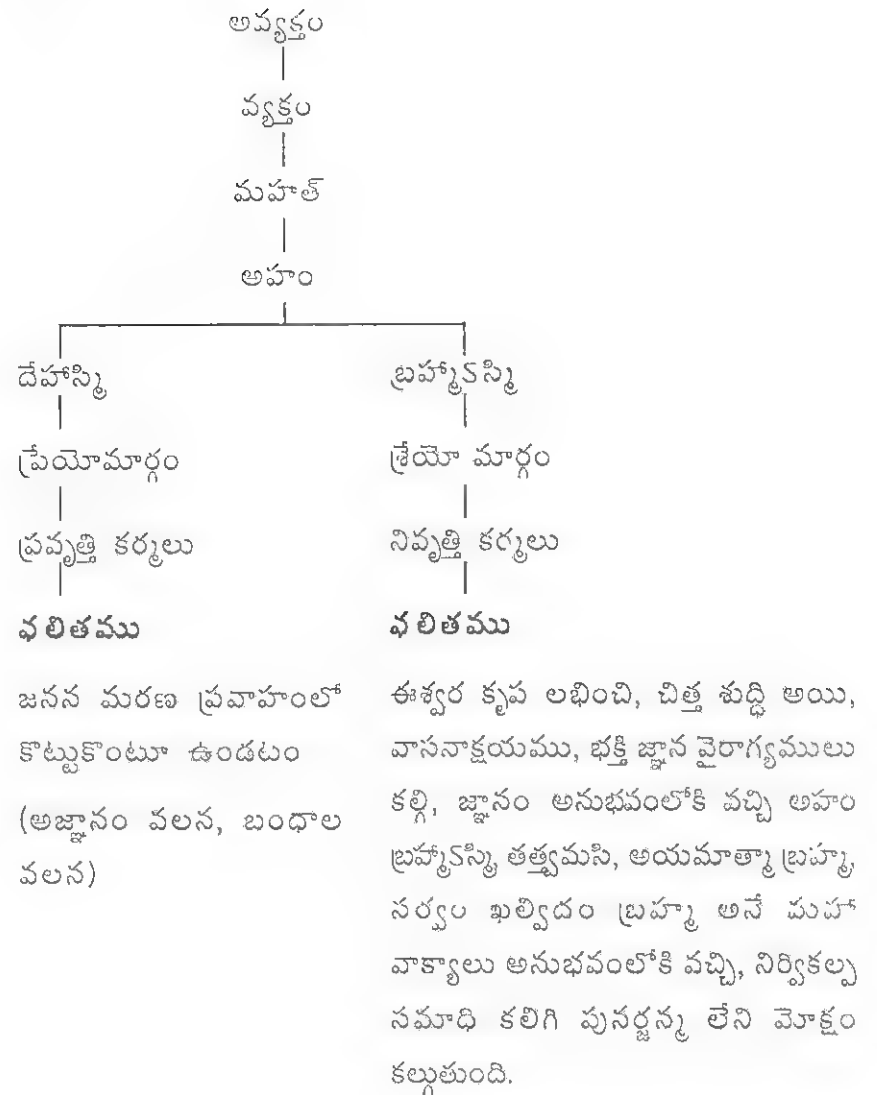 అవ్యక్తం
వ్యక్తం
మహత్
అహం
దేహాస్మి
బ్రహ్మాఽస్మి
ప్రేయోమార్గం
శ్రేయో మార్గం
ప్రవృత్తి కర్మలు
నివృత్తి కర్మలు
ఫలితము
ఫలితము
జనన మరణ ప్రవాహంలో
కొట్టుకొంటూ ఉండటం
(అజ్ఞానం వలన, బంధాల
వలన)
ఈశ్వర కృప లభించి, చిత్త శుద్ధి అయి,
వాసనాక్షయము, భక్తి జ్ఞాన వైరాగ్యములు
కల్గి, జ్ఞానం అనుభవంలోకి వచ్చి అహం
బ్రహ్మాఽస్మి తత్త్వమసి, అయమాత్మా బ్రహ్మ,
సర్వం ఖల్విదం బ్రహ్మ అనే మహా
వాక్యాలు అనుభవంలోకి వచ్చి, నిర్వికల్ప
సమాధి కలిగి పునర్జన్మ లేని మోక్షం
కల్గుతుంది.